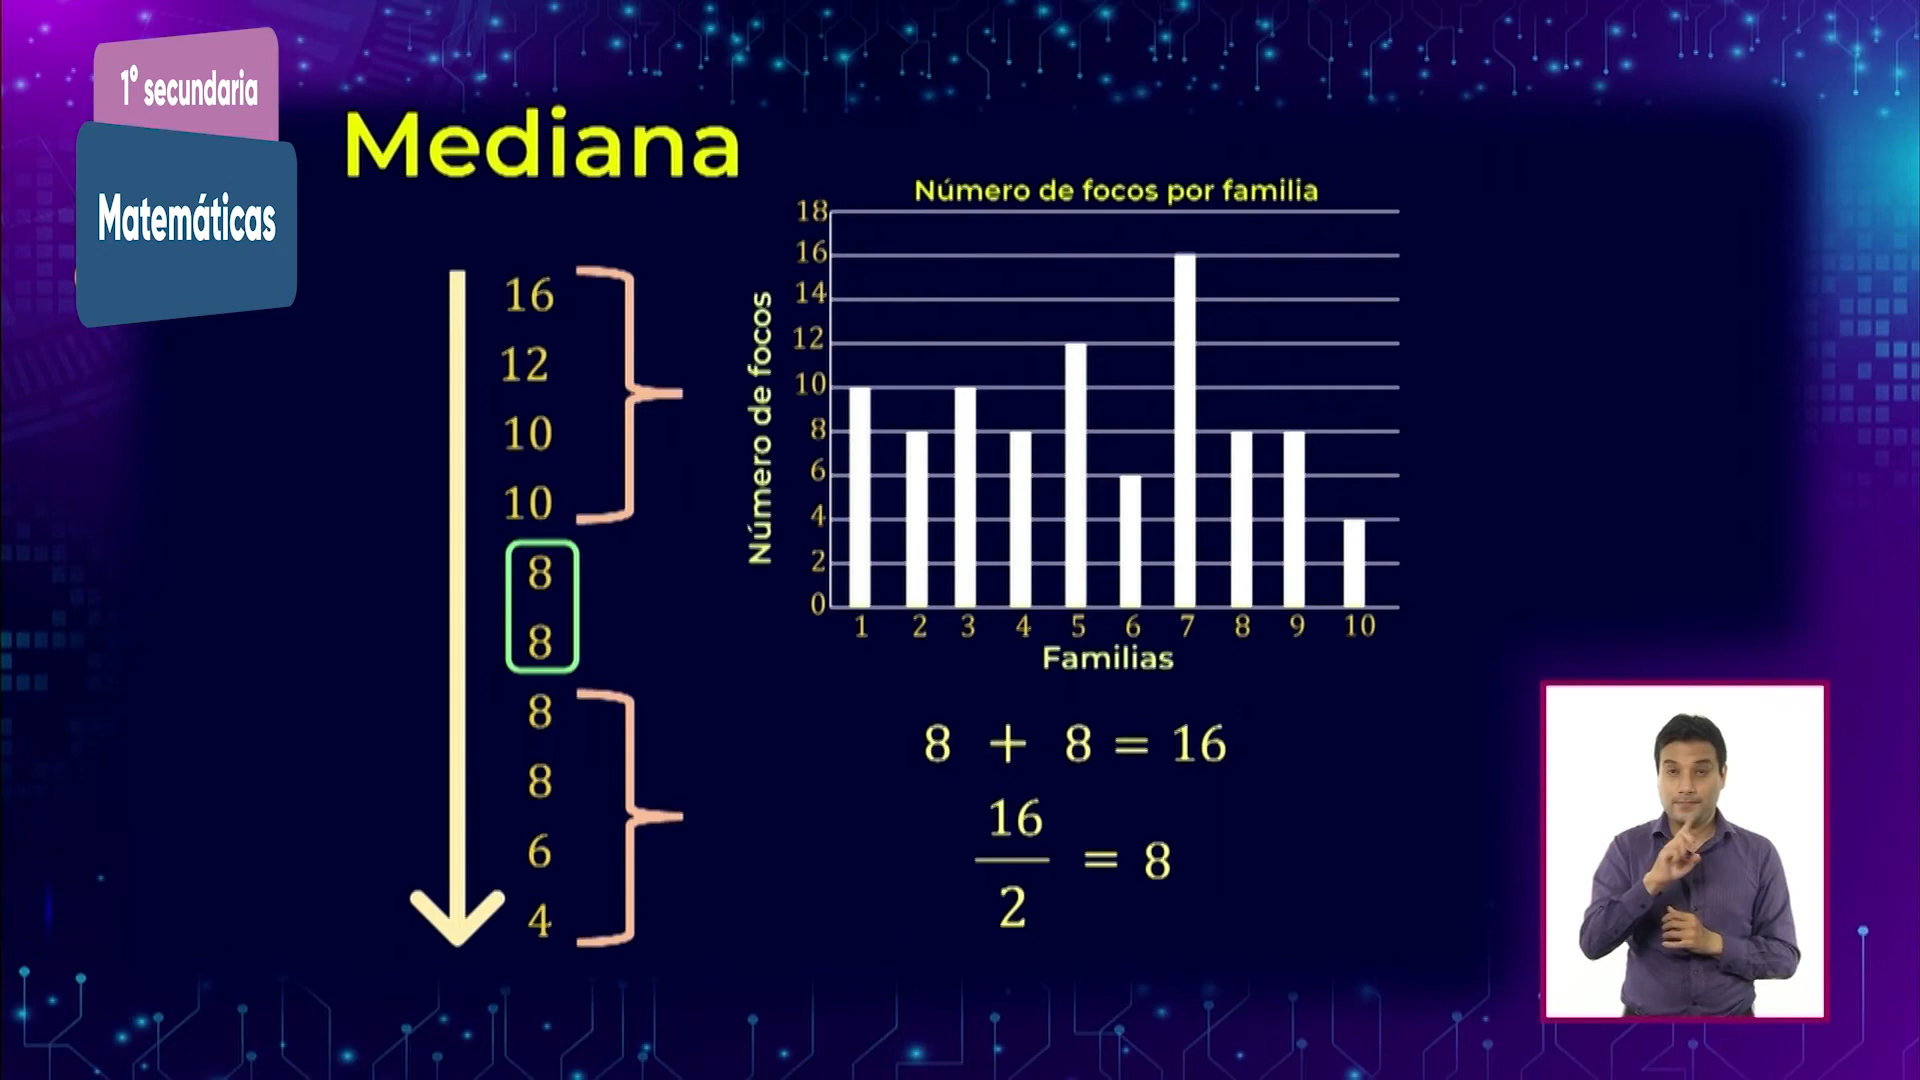 1° secundaria
Matemáticas
Mediana
16
12
10
10
8
8
8
8
6
4
Número de focos por familia
Número de focos
18
16
14
12
10
8
6
4
2
0
1 2 3 4 5 6 7 8 9 10
Familias
8 + 8 = 16
16
2
= 8